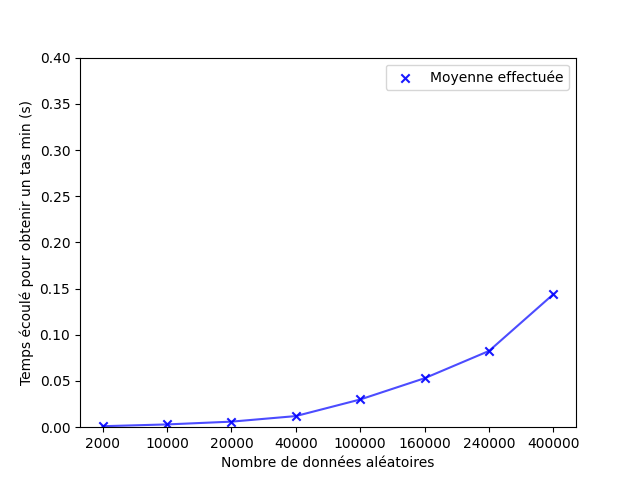 0.40
0.35
0.30
0.25
0.20
0.15
0.10
0.05
0.00
Temps écoulé pour obtenir un tas min (s)
Moyenne effectuée
2000 10000 20000 40000 100000 160000 240000 400000
Nombre de données aléatoires